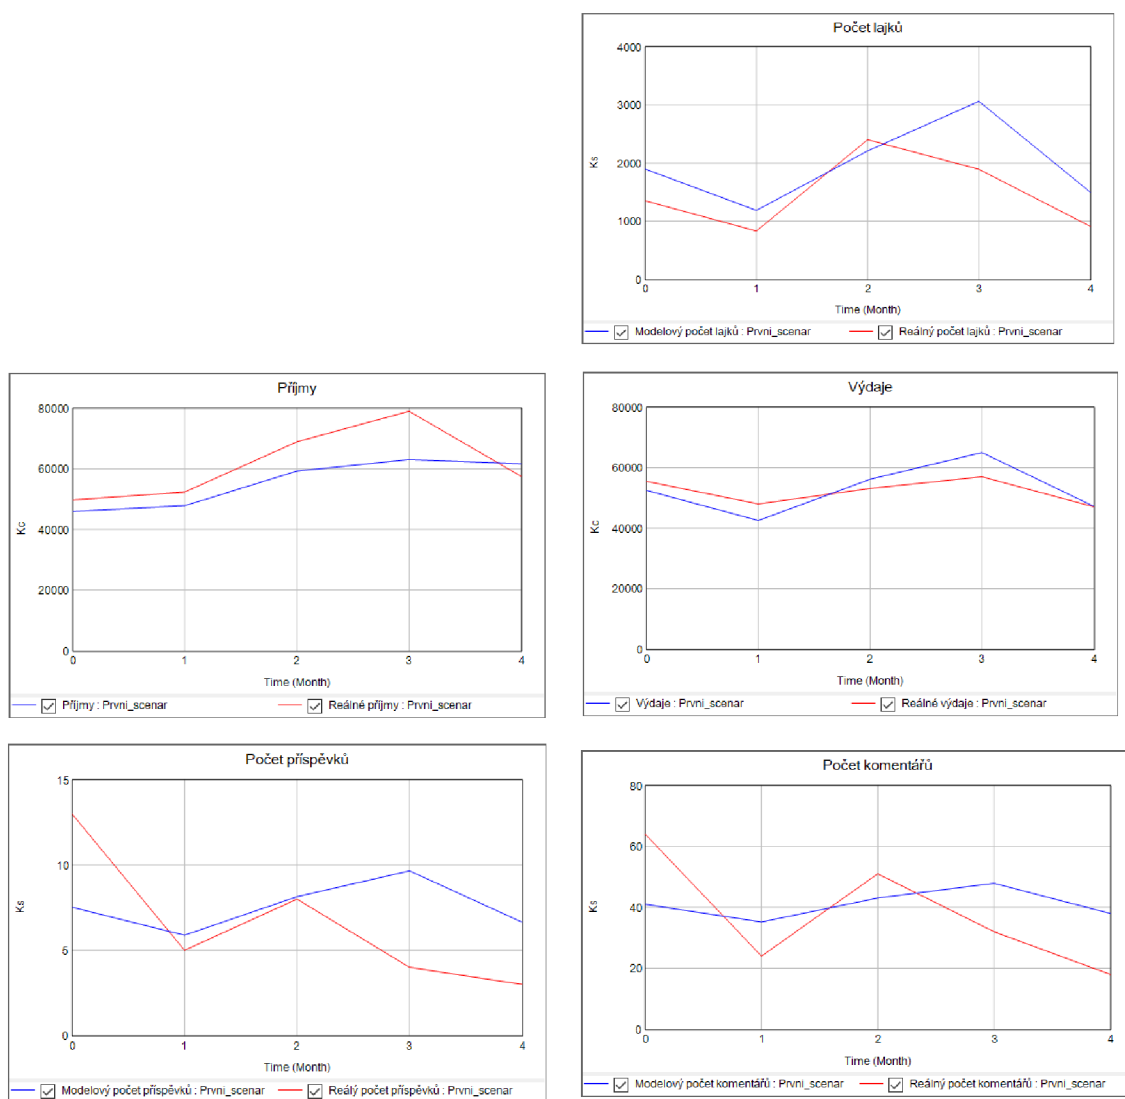 Počet lajků
4000
3000
2000
1000
0
Ks
0 1 2 3 4
Time (Month)
Modelový počet lajků : Prvni_scenar Reálný počet lajků : Prvni_scenar
Příjmy
80000
60000
40000
20000
0
Kc
0 1 2 3 4
Time (Month)
Příjmy : Prvni_scenar Reálné příjmy : Prvni_scenar
Výdaje
80000
60000
40000
20000
0
Kc
0 1 2 3 4
Time (Month)
Výdaje : Prvni_scenar Reálné výdaje : Prvni_scenar
Počet příspěvků
15
10
5
0
Ks
0 1 2 3 4
Time (Month)
Modelový počet příspěvků : Prvni_scenar Reálý počet příspěvků : Prvni_scenar
Počet komentářů
80
60
40
20
0
Ks
0 1 2 3 4
Time (Month)
Modelový počet komentářů : Prvni_scenar Reálný počet komentářů : Prvni_scenar